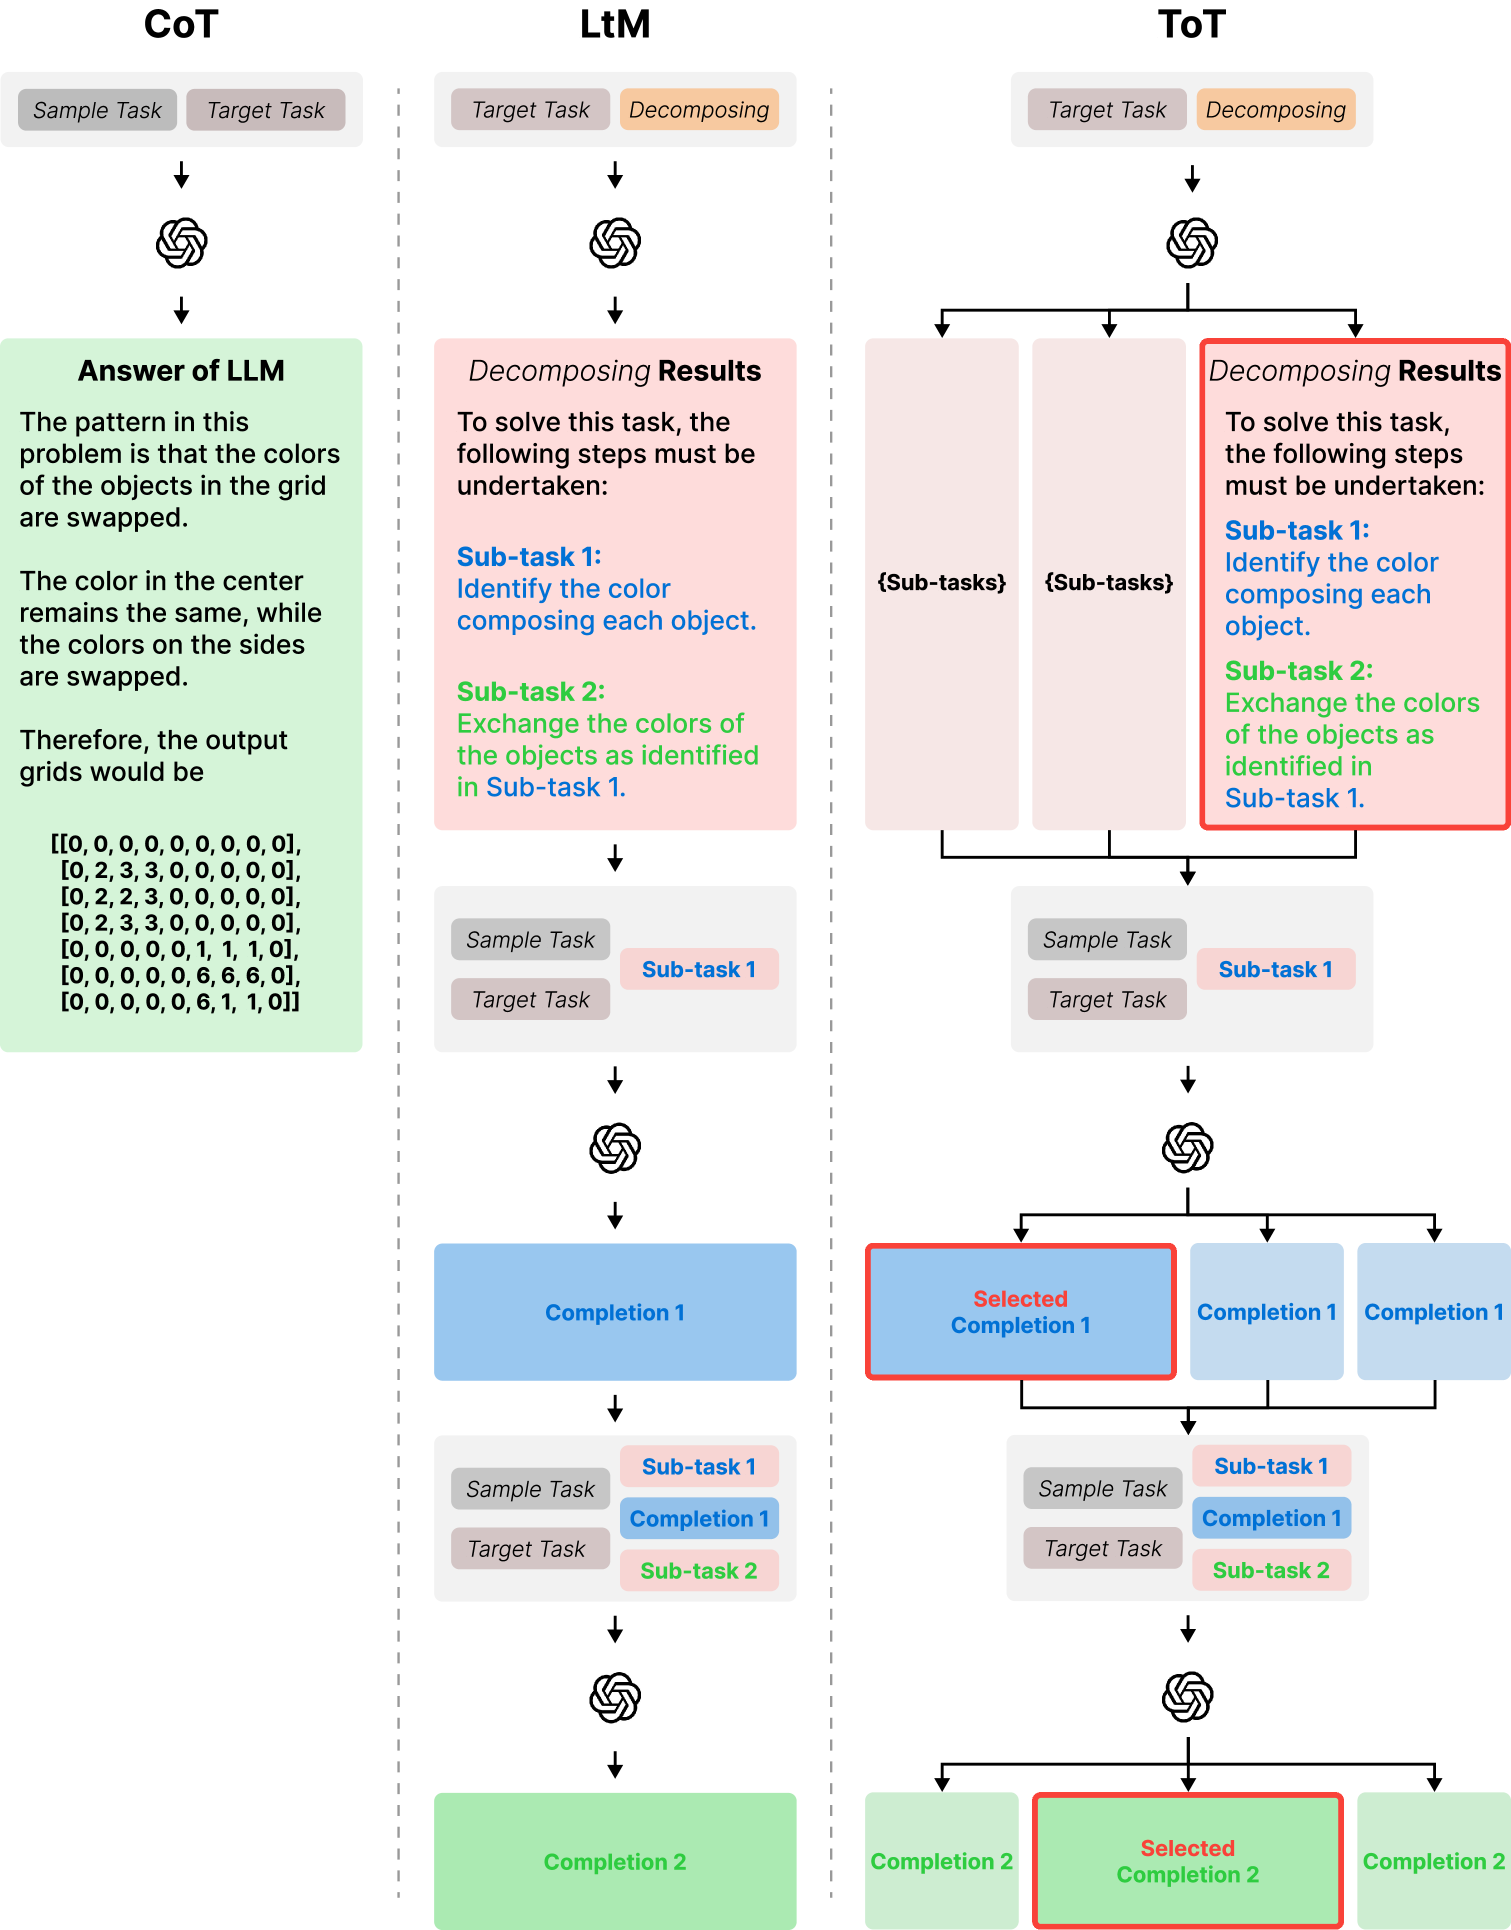 CoT
Sample Task
Target Task
Answer of LLM
The pattern in this
problem is that the colors
of the objects in the grid
are swapped.
The color in the center
remains the same, while
the colors on the sides
are swapped.
Therefore, the output
grids would be
[[0, 0, 0, 0, 0, 0, 0, 0, 0],
[0, 2, 3, 3, 0, 0, 0, 0, 0],
[0, 2, 2, 3, 0, 0, 0, 0, 0],
[0, 2, 3, 3, 0, 0, 0, 0, 0],
[0, 0, 0, 0, 0, 1, 1, 1, 0],
[0, 0, 0, 0, 0, 6, 6, 6, 0],
[0, 0, 0, 0, 0, 6, 1, 1, 0]]
LtM
Target Task
Decomposing
Decomposing Results
To solve this task, the
following steps must be
undertaken:
Sub-task 1:
Identify the color
composing each object.
Sub-task 2:
Exchange the colors of
the objects as identified
in Sub-task 1.
Sample Task
Target Task
Sub-task 1
Completion 1
Sample Task
Target Task
Sub-task 1
Completion 1
Sub-task 2
Completion 2
ToT
Target Task
Decomposing
{Sub-tasks}
{Sub-tasks}
Decomposing Results
To solve this task,
the following steps
must be undertaken:
Sub-task 1:
Identify the color
composing each
object.
Sub-task 2:
Exchange the colors
of the objects as
identified in
Sub-task 1.
Sample Task
Target Task
Sub-task 1
Selected
Completion 1
Completion 1
Completion 1
Sample Task
Target Task
Sub-task 1
Completion 1
Sub-task 2
Completion 2
Selected
Completion 2
Completion 2